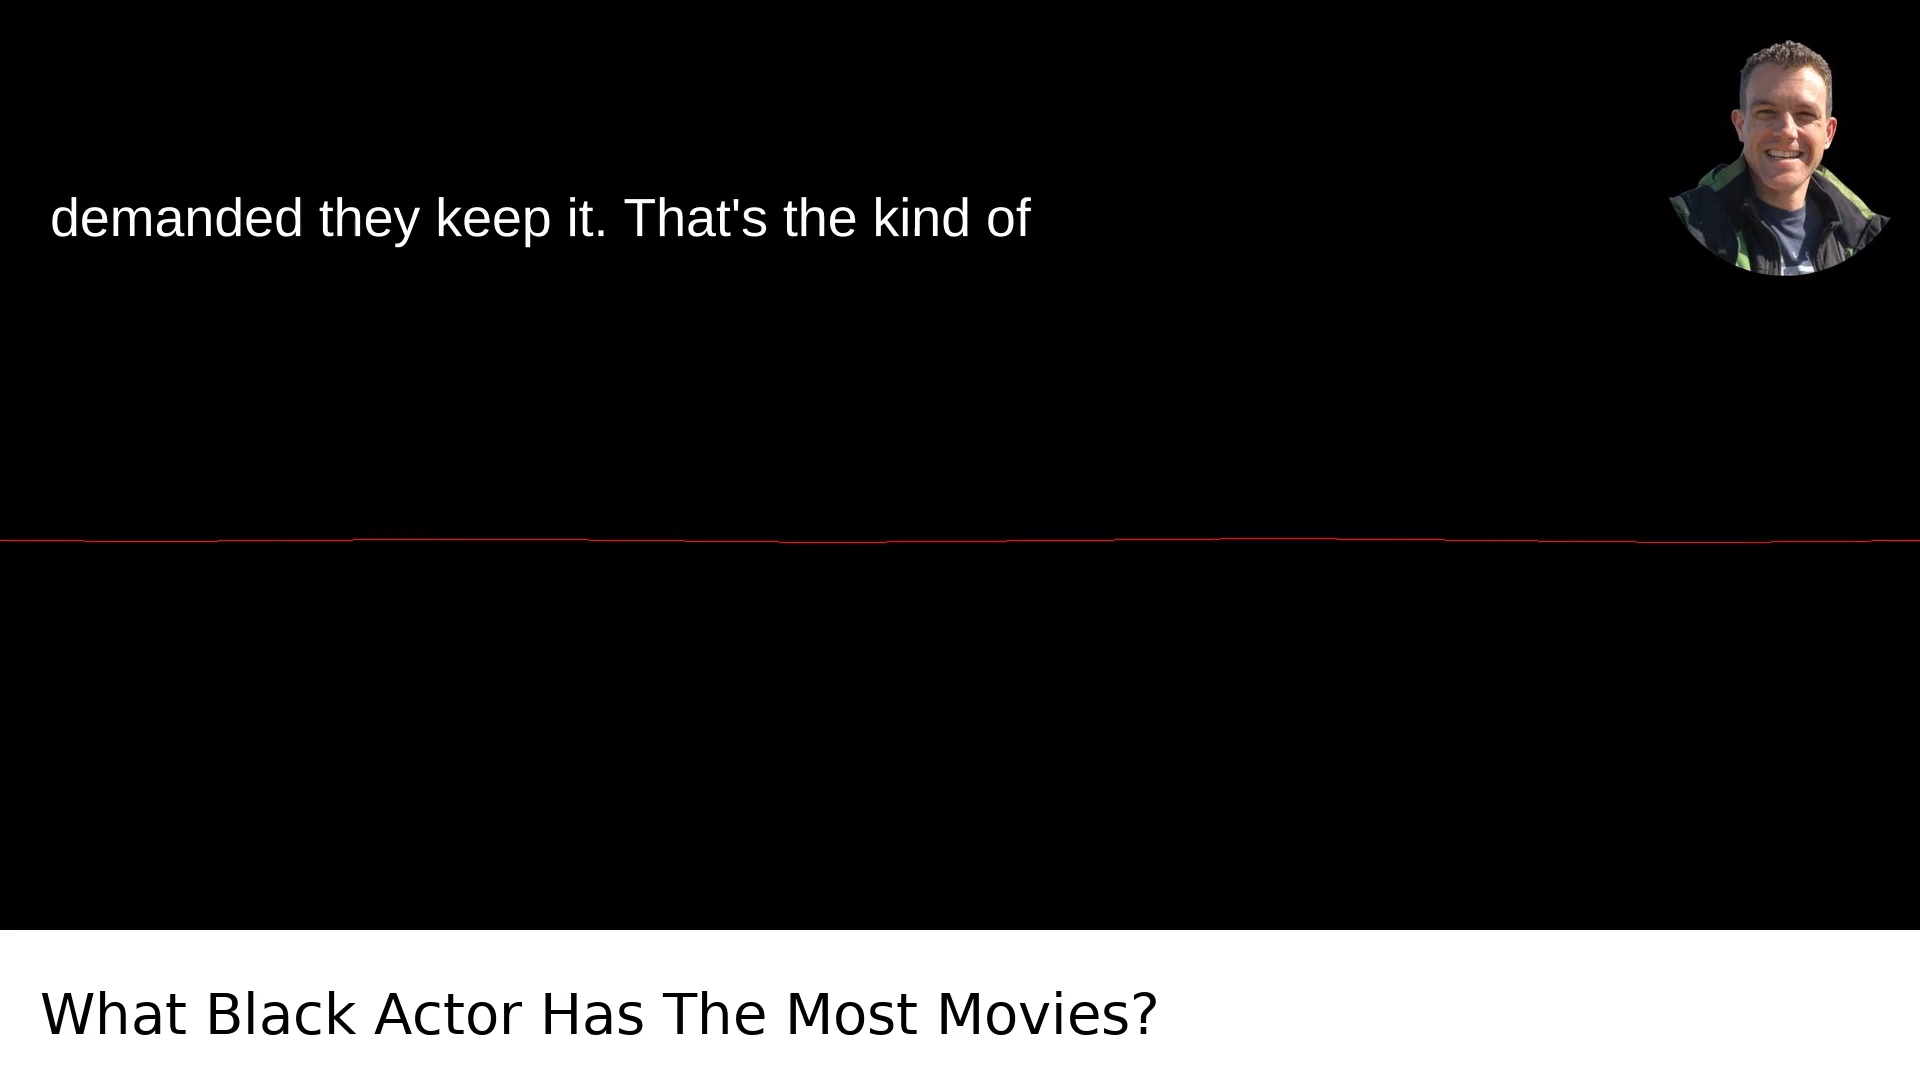 demanded they keep it. That's the kind of
What Black Actor Has The Most Movies?